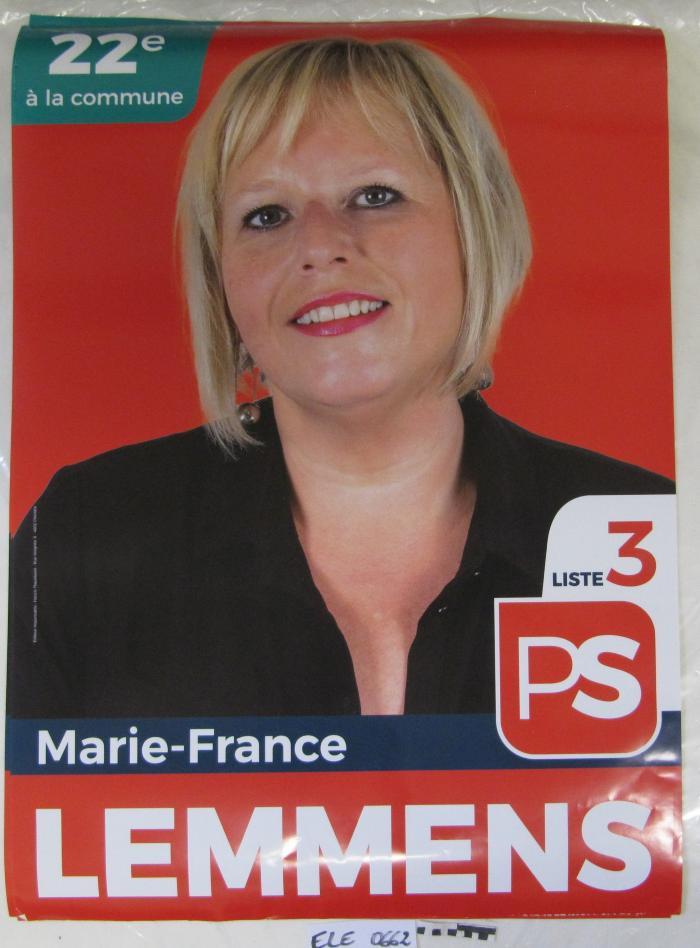 22e
à la commune
LISTE 3
PS
Marie-France
LEMMENS
ELE 0662